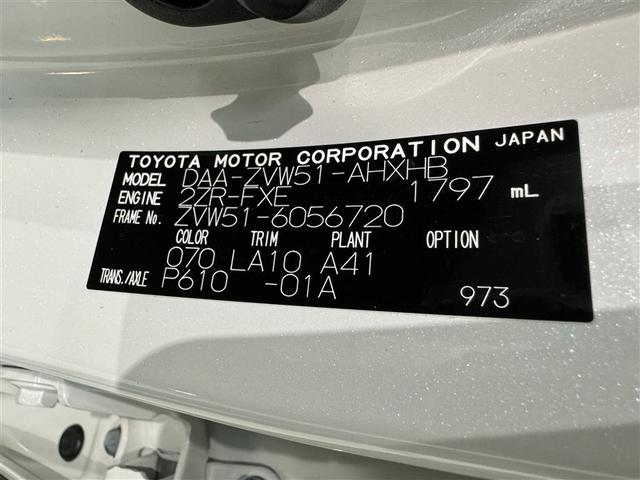 TOYOTA MOTOR CORPORATION JAPAN
MODEL DAA-ZVW51-AHXHB
ENGINE 2ZR-FXE 1797 mL
FRAME No. ZVW51-6056720
COLOR TRIM PLANT OPTION
070 LA10 A41
TRANS./AXLE P610 -01A 973